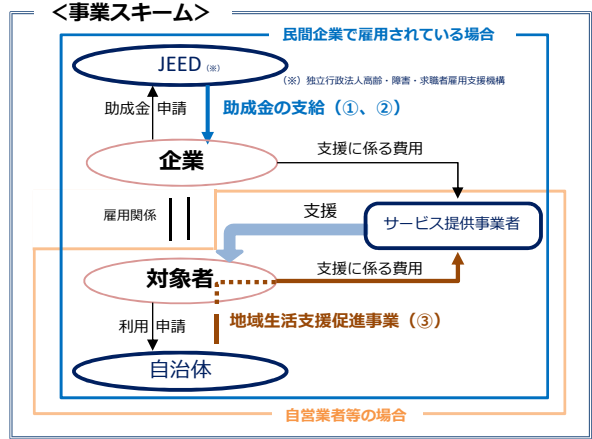 ＜事業スキーム＞
民間企業で雇用されている場合
JEED（※）
（※）独立行政法人高齢・障害・求職者雇用支援機構
助成金 申請
助成金の支給（①、②）
企業
支援に係る費用
雇用関係
支援
サービス提供事業者
対象者
支援に係る費用
地域生活支援促進事業（③）
利用 申請
自治体
自営業者等の場合